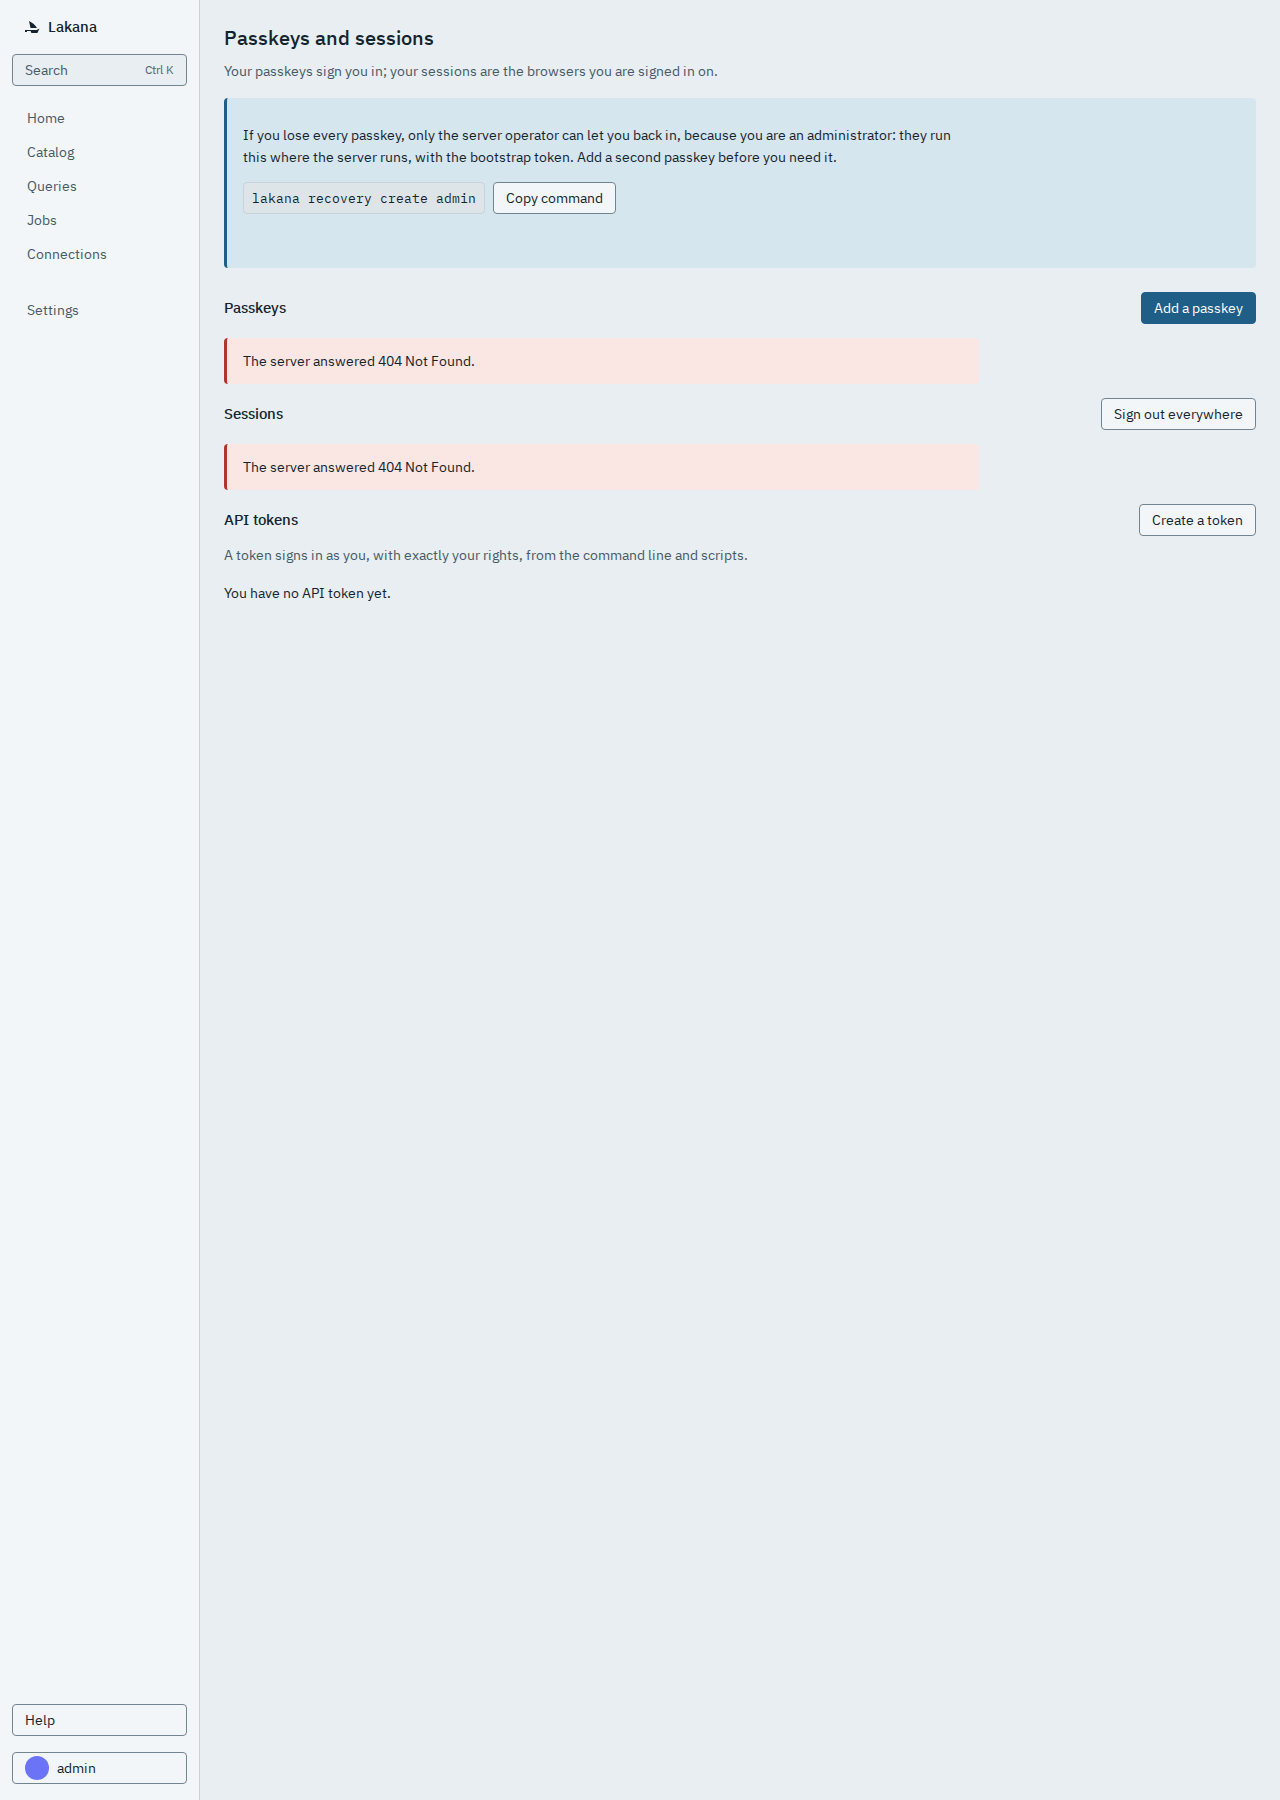 Lakana
Search Ctrl K
Home
Catalog
Queries
Jobs
Connections
Settings
Help
admin
Passkeys and sessions
Your passkeys sign you in; your sessions are the browsers you are signed in on.
If you lose every passkey, only the server operator can let you back in, because you are an administrator: they run
this where the server runs, with the bootstrap token. Add a second passkey before you need it.
lakana recovery create admin Copy command
Passkeys Add a passkey
The server answered 404 Not Found.
Sessions Sign out everywhere
The server answered 404 Not Found.
API tokens Create a token
A token signs in as you, with exactly your rights, from the command line and scripts.
You have no API token yet.